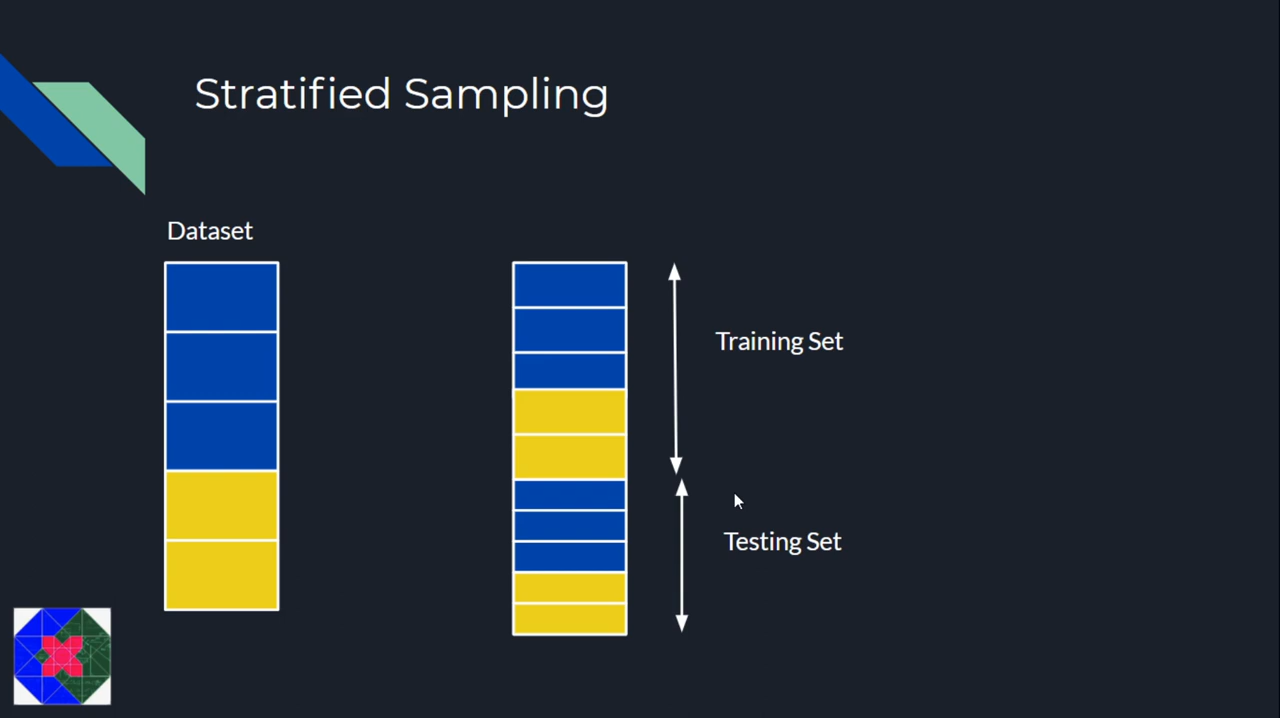 Stratified Sampling
Dataset
Training Set
Testing Set